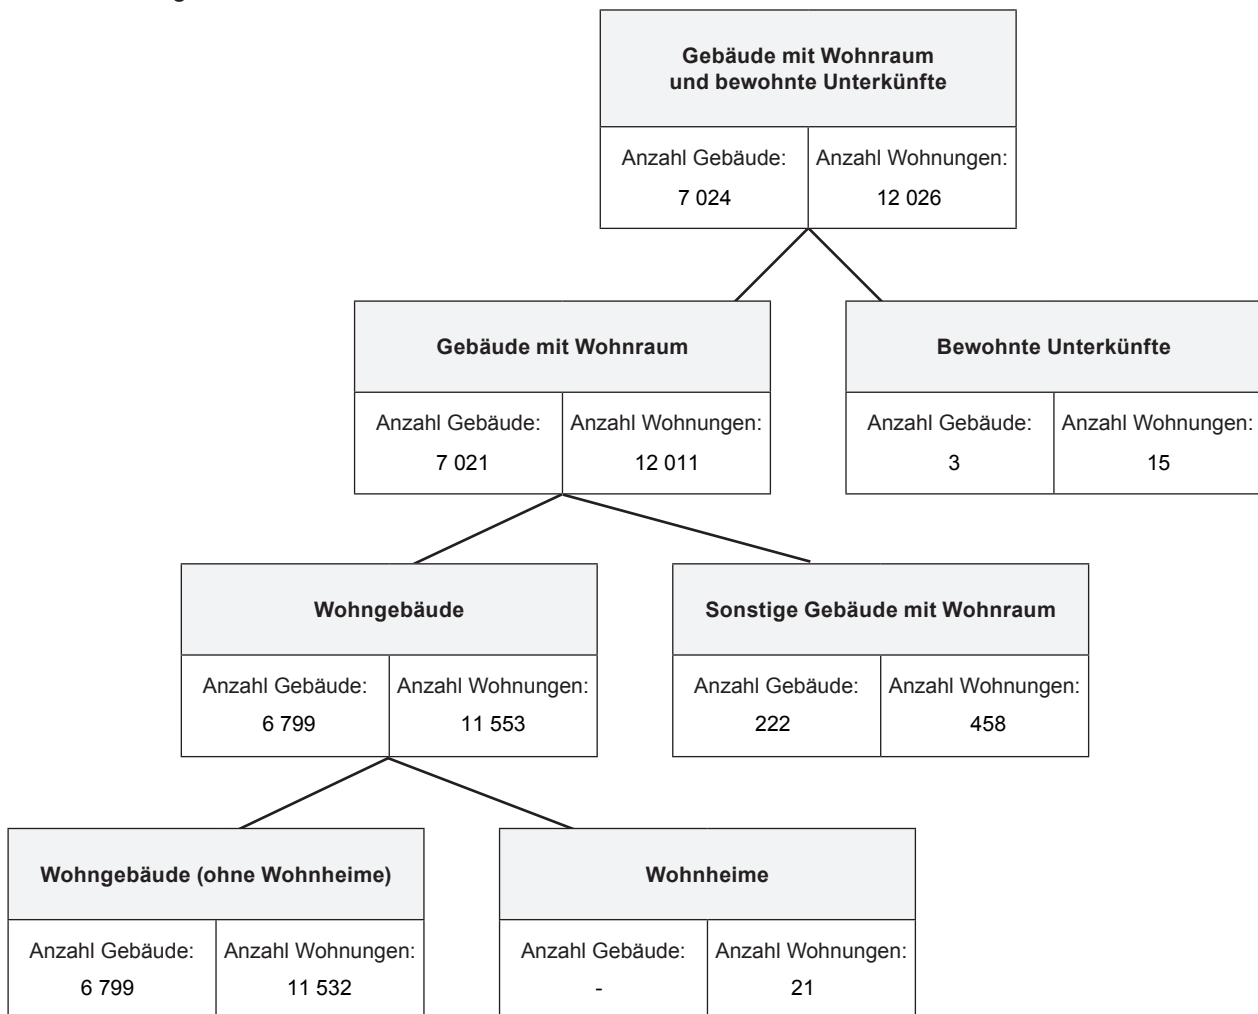 Gebäude mit Wohnraum
und bewohnte Unterkünfte
Anzahl Gebäude: Anzahl Wohnungen:
7 024 12 026
Gebäude mit Wohnraum
Anzahl Gebäude: Anzahl Wohnungen:
7 021 12 011
Bewohnte Unterkünfte
Anzahl Gebäude: Anzahl Wohnungen:
3 15
Wohngebäude
Anzahl Gebäude: Anzahl Wohnungen:
6 799 11 553
Sonstige Gebäude mit Wohnraum
Anzahl Gebäude: Anzahl Wohnungen:
222 458
Wohngebäude (ohne Wohnheime)
Anzahl Gebäude: Anzahl Wohnungen:
6 799 11 532
Wohnheime
Anzahl Gebäude: Anzahl Wohnungen:
- 21